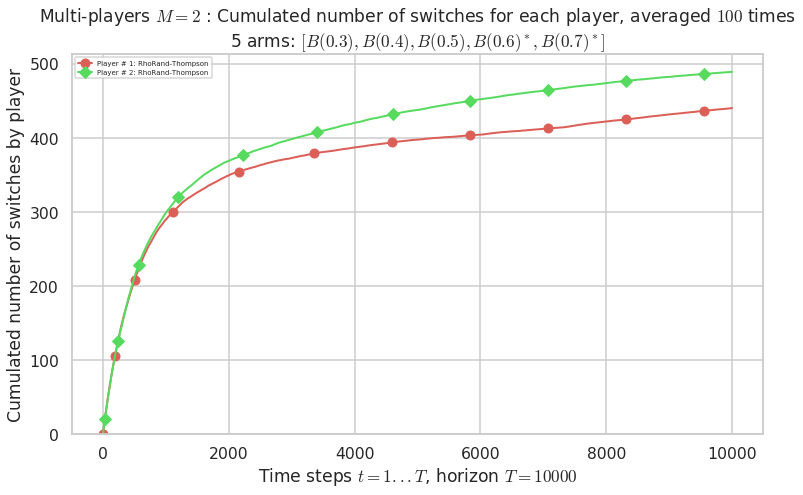 Multi-players M = 2 : Cumulated number of switches for each player, averaged 100 times
5 arms: [B(0.3), B(0.4), B(0.5), B(0.6)*, B(0.7)*]
Player # 1: RhoRand-Thompson
Player # 2: RhoRand-Thompson
Cumulated number of switches by player
500
400
300
200
100
0
0 2000 4000 6000 8000 10000
Time steps t = 1...T, horizon T = 10000